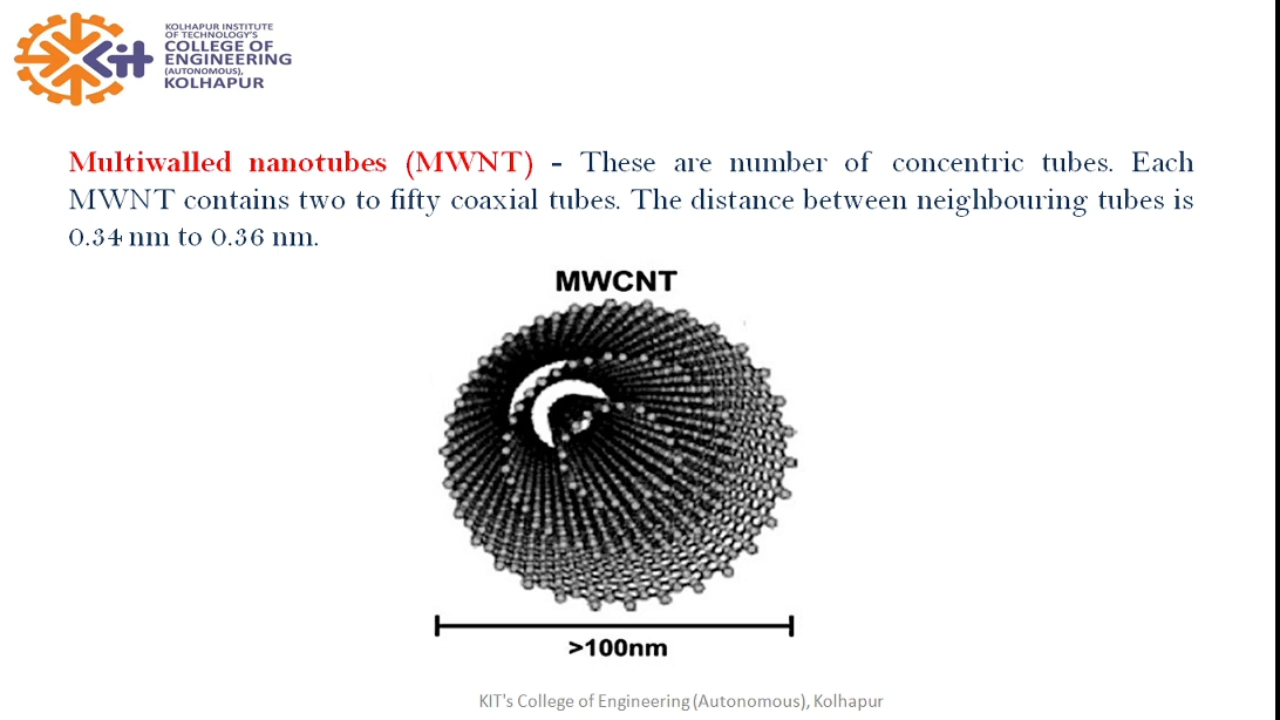 KOLHAPUR INSTITUTE
OF TECHNOLOGY'S
COLLEGE OF
ENGINEERING
(AUTONOMOUS),
KOLHAPUR
Kit
Multiwalled nanotubes (MWNT) - These are number of concentric tubes. Each
MWNT contains two to fifty coaxial tubes. The distance between neighbouring tubes is
0.34 nm to 0.36 nm.
MWCNT
>100nm
KIT's College of Engineering (Autonomous), Kolhapur